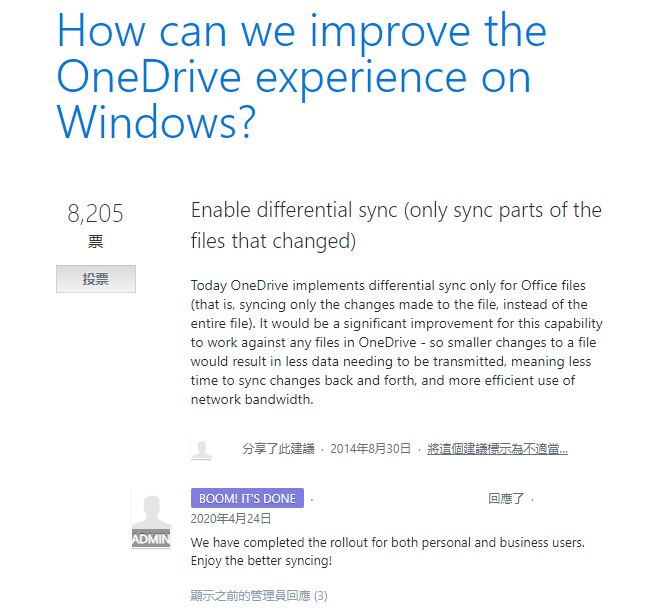 How can we improve the
OneDrive experience on
Windows?
8,205
票
投票
Enable differential sync (only sync parts of the
files that changed)
Today OneDrive implements differential sync only for Office files
(that is, syncing only the changes made to the file, instead of the
entire file). It would be a significant improvement for this capability
to work against any files in OneDrive - so smaller changes to a file
would result in less data needing to be transmitted, meaning less
time to sync changes back and forth, and more efficient use of
network bandwidth.
分享了此建議 · 2014年8月30日 · 將這個建議標示為不適當...
ADMIN
BOOM! IT'S DONE · 回應了 ·
2020年4月24日
We have completed the rollout for both personal and business users.
Enjoy the better syncing!
顯示之前的管理員回應 (3)